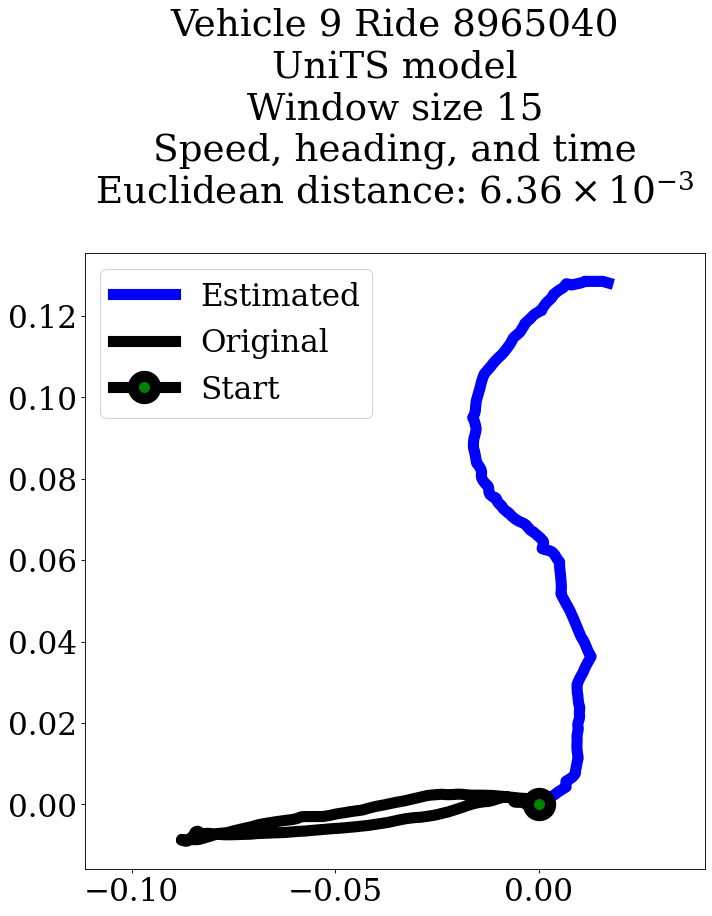 Vehicle 9 Ride 8965040
UniTS model
Window size 15
Speed, heading, and time
Euclidean distance: 6.36 × 10⁻³
Estimated
Original
Start
0.12
0.10
0.08
0.06
0.04
0.02
0.00
−0.10
−0.05
0.00